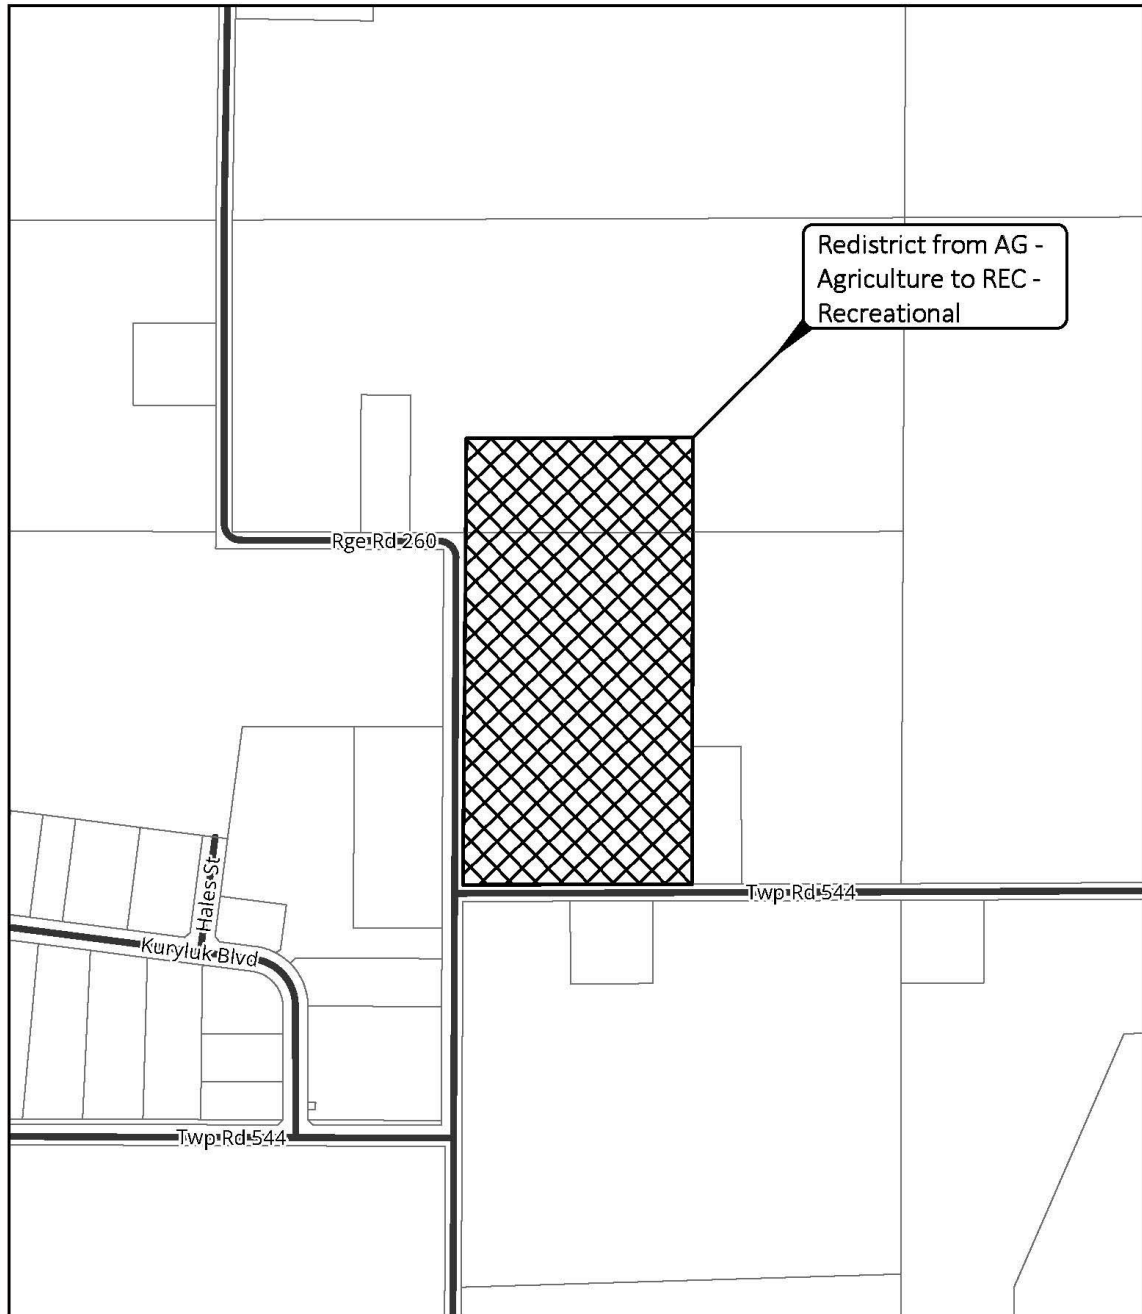 Redistrict from AG -
Agriculture to REC -
Recreational
Rge Rd 260
Hales St
Twp Rd 544
Kuryluk Blvd
Twp Rd 544